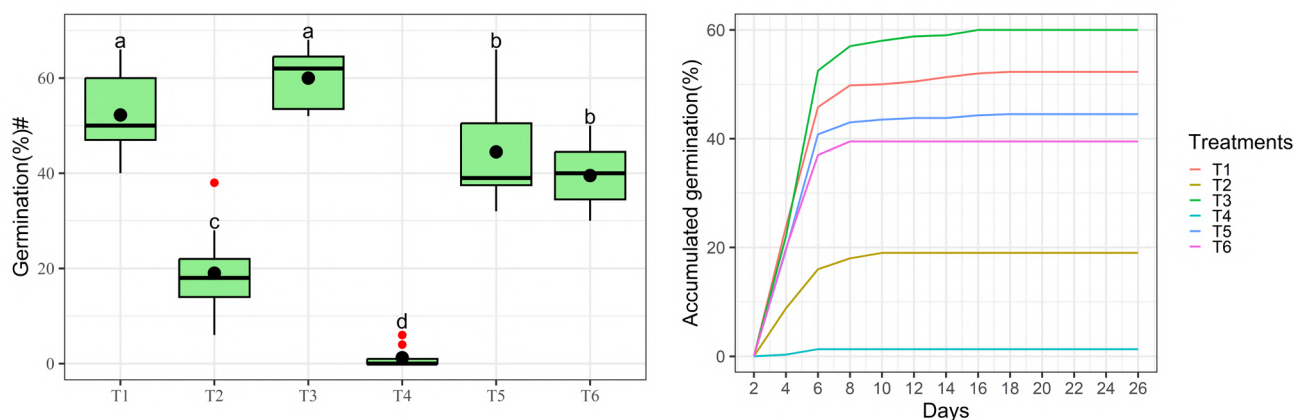 Germination(%)#
60
40
20
0
a
c
a
d
b
b
T1
T2
T3
T4
T5
T6
Accumulated germination(%)
60
40
20
0
2 4 6 8 10 12 14 16 18 20 22 24 26
Days
Treatments
T1
T2
T3
T4
T5
T6